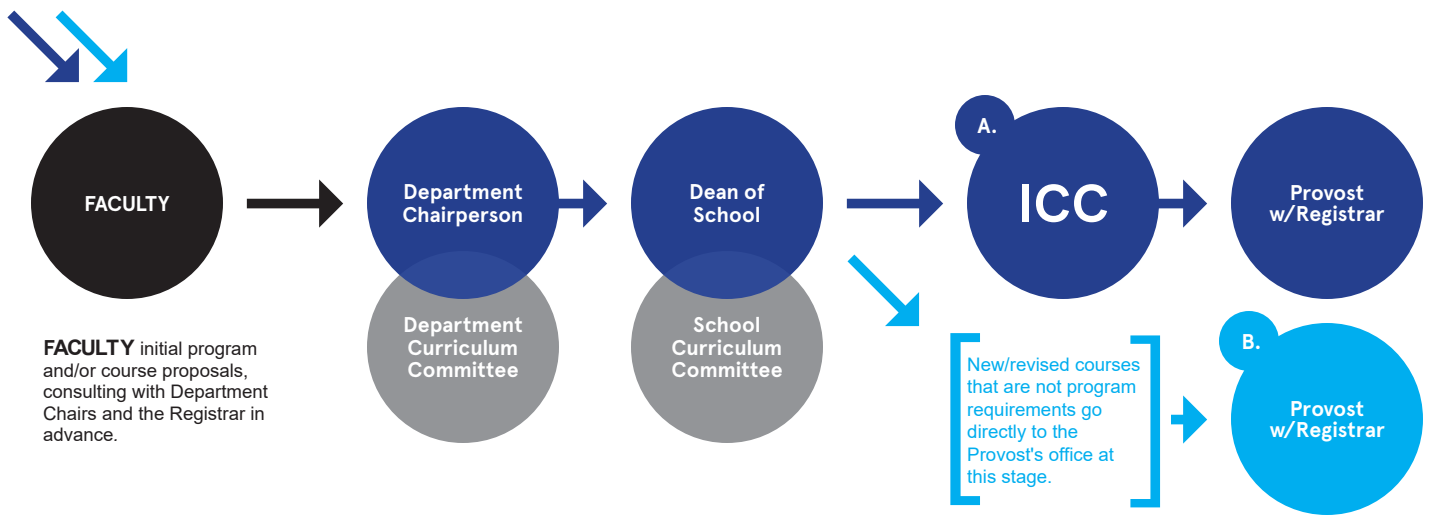 FACULTY
Department
Chairperson
Dean of
School
A.
ICC
Provost
w/Registrar
Department
Curriculum
Committee
School
Curriculum
Committee
FACULTY initial program
and/or course proposals,
consulting with Department
Chairs and the Registrar in
advance.
New/revised courses
that are not program
requirements go
directly to the
Provost's office at
this stage.
B.
Provost
w/Registrar